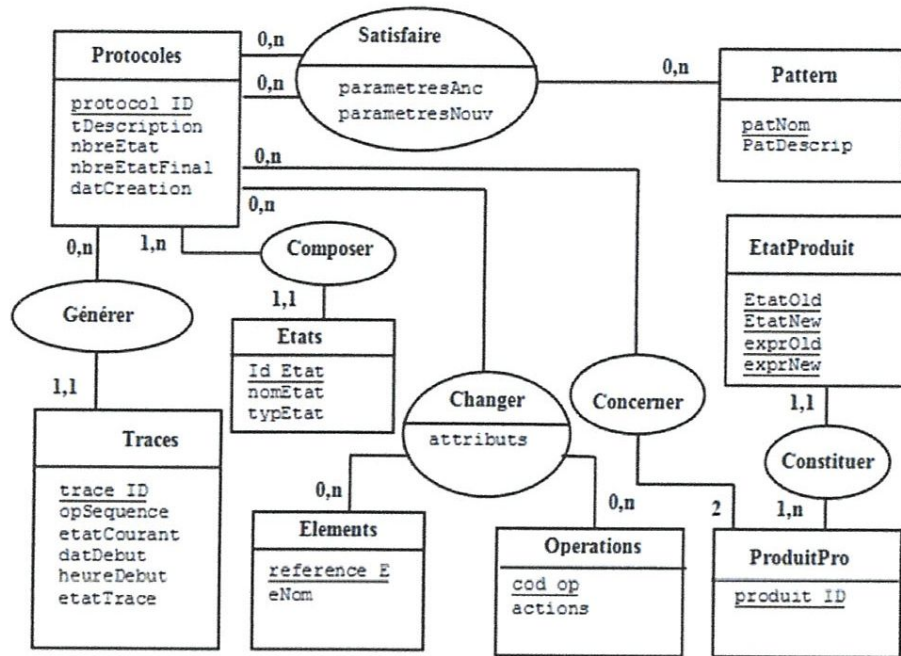 Protocoles
protocol ID
tDescription
nbreEtat
nbreEtatFinal
datCreation
0,n
0,n
Satisfaire
parametresAnc
parametresNouv
0,n
Pattern
patNom
PatDescrip
0,n
0,n
0,n
1,n
Composer
1,1
Générer
1,1
Etats
Id Etat
nomEtat
typEtat
EtatProduit
EtatOld
EtatNew
exprOld
exprNew
1,1
Changer
attributs
Concerner
Constituer
Traces
trace ID
opSequence
etatCourant
datDebut
heureDebut
etatTrace
0,n
0,n
2
1,n
Elements
reference E
eNom
Operations
cod op
actions
ProduitPro
produit ID